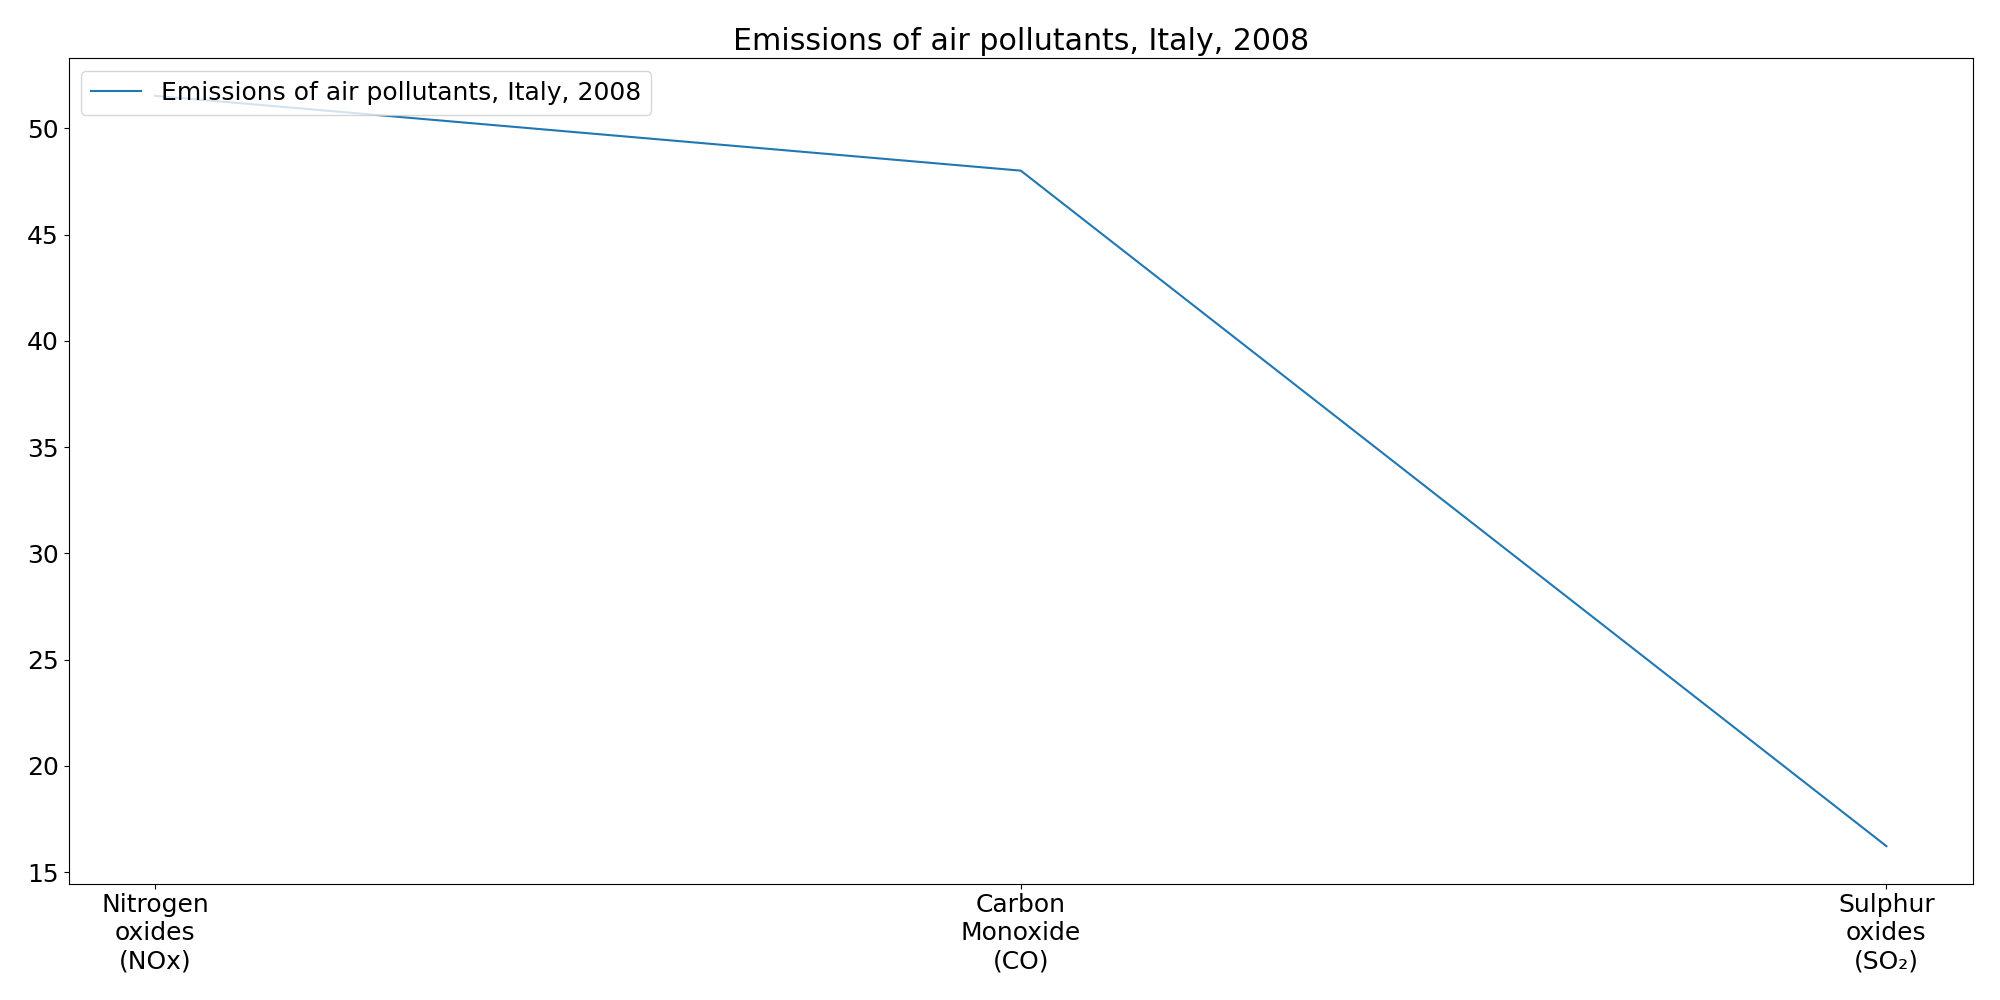 Emissions of air pollutants, Italy, 2008
Emissions of air pollutants, Italy, 2008
50
45
40
35
30
25
20
15
Nitrogen
oxides
(NOx)
Carbon
Monoxide
(CO)
Sulphur
oxides
(SO₂)